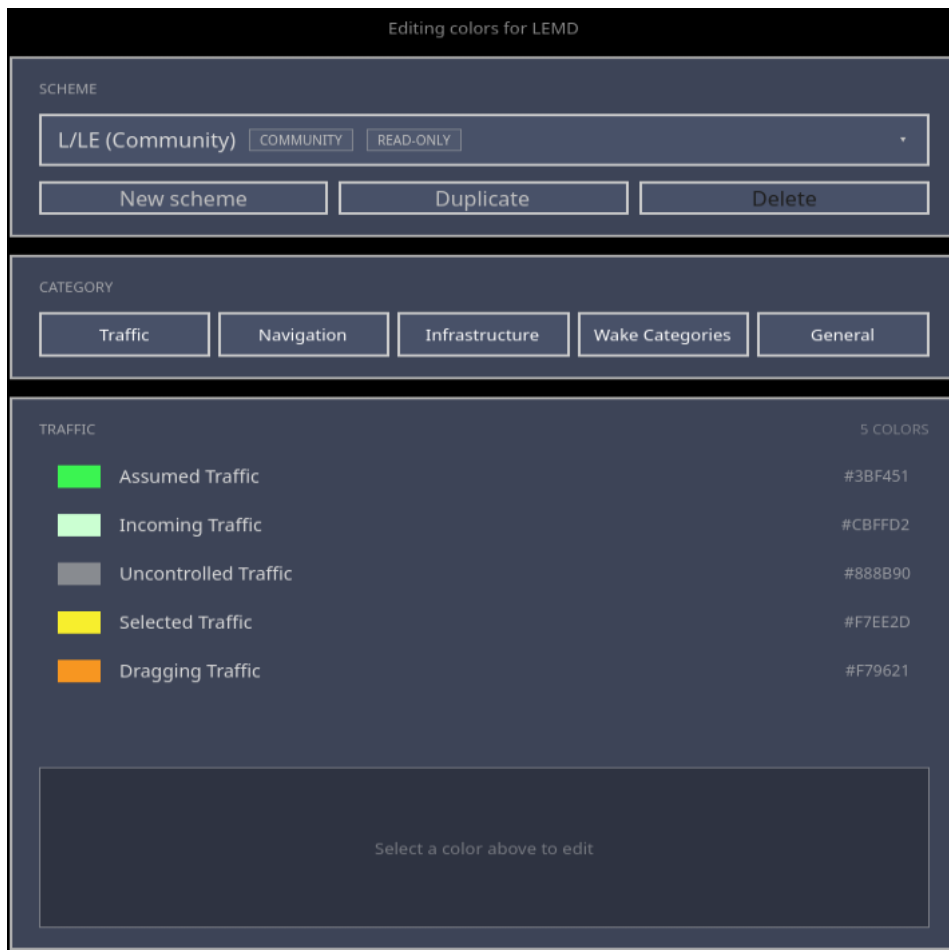 Editing colors for LEMD
SCHEME
L/LE (Community) COMMUNITY READ-ONLY
New scheme Duplicate Delete
CATEGORY
Traffic Navigation Infrastructure Wake Categories General
TRAFFIC 5 COLORS
Assumed Traffic #3BF451
Incoming Traffic #CBFFD2
Uncontrolled Traffic #888B90
Selected Traffic #F7EE2D
Dragging Traffic #F79621
Select a color above to edit